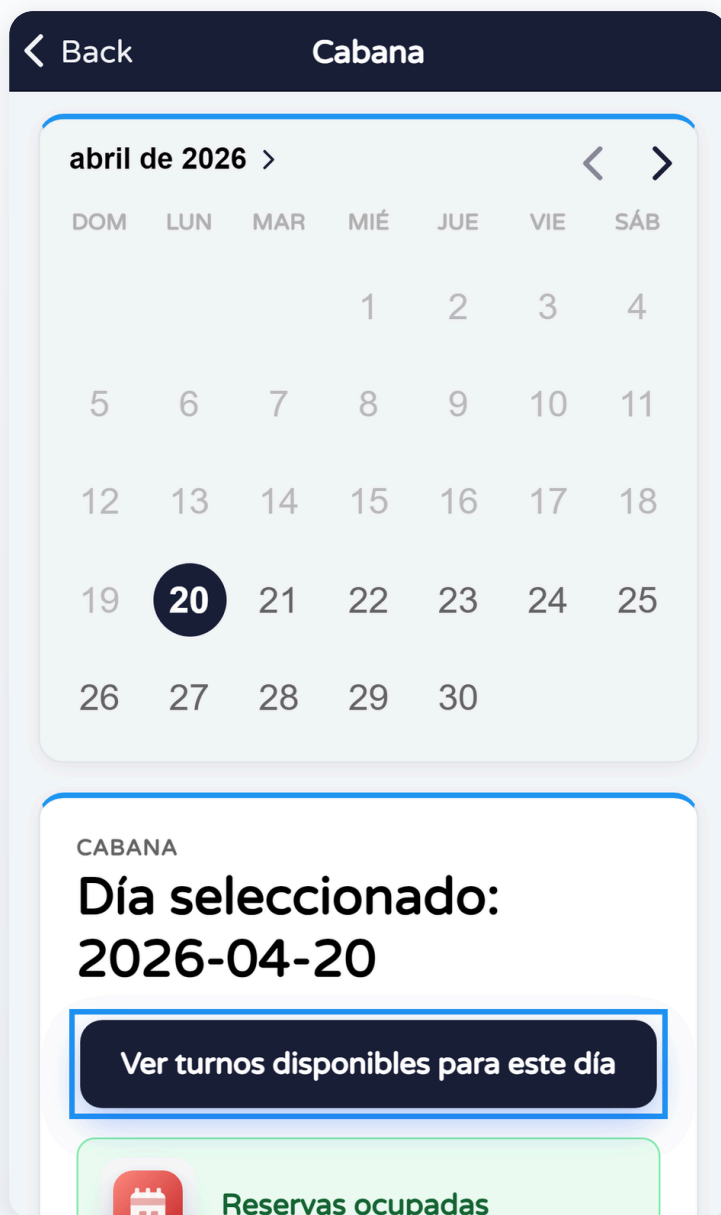 Back Cabana
abril de 2026
DOM LUN MAR MIÉ JUE VIE SÁB
1 2 3 4
5 6 7 8 9 10 11
12 13 14 15 16 17 18
19 20 21 22 23 24 25
26 27 28 29 30
CABANA
Día seleccionado:
2026-04-20
Ver turnos disponibles para este día
Reservas ocupadas